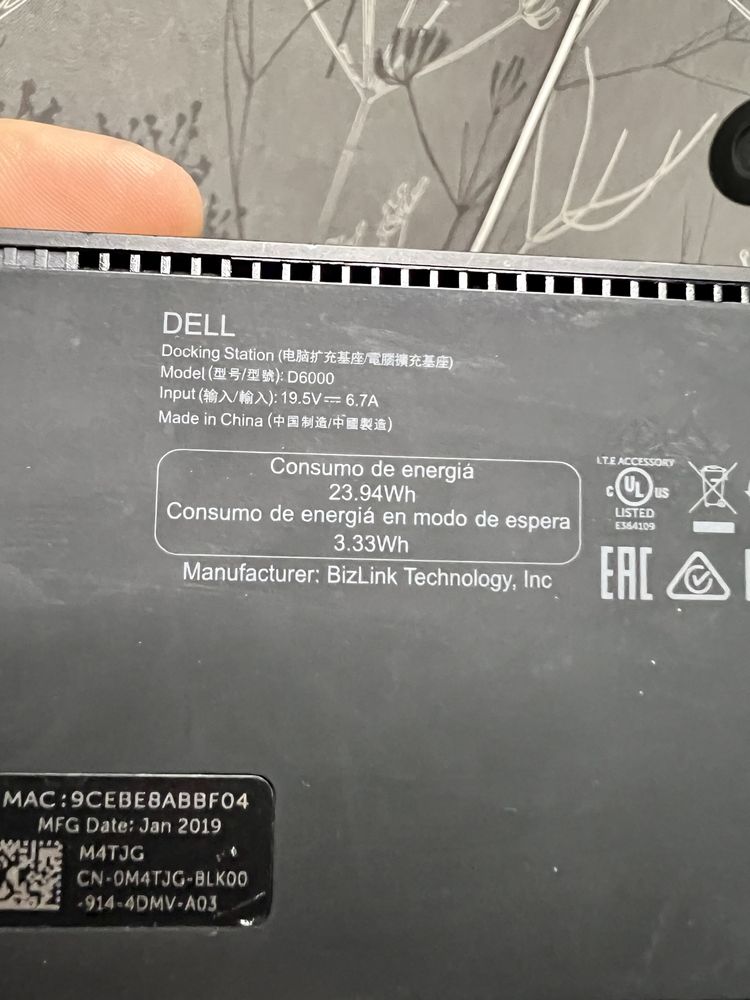 DELL
Docking Station (电脑扩充基座/電腦擴充基座)
Model(型号/型號): D6000
Input(输入/輸入): 19.5V⎓ 6.7A
Made in China (中国制造/中國製造)
Consumo de energiá
23.94Wh
Consumo de energiá en modo de espera
3.33Wh
Manufacturer: BizLink Technology, Inc
I.T.E ACCESSORY
c UL US
LISTED
E364109
EAC
MAC:9CEBE8ABBF04
MFG Date: Jan 2019
M4TJG
CN-0M4TJG-BLK00
-914-4DMV-A03